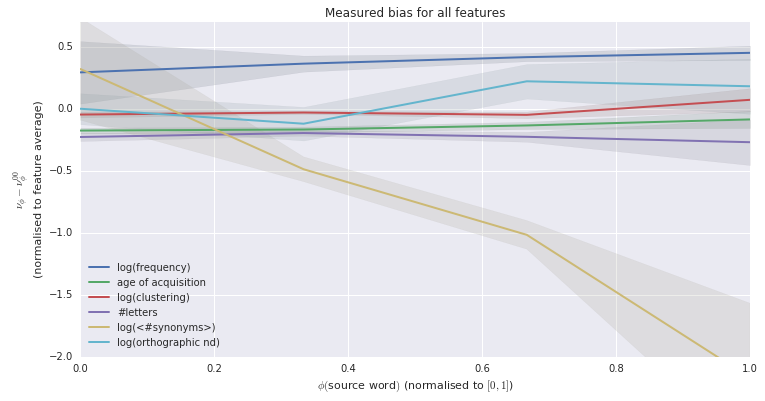 Measured bias for all features
0.5
0.0
−0.5
−1.0
−1.5
−2.0
ν_φ − ν_φ^00
(normalised to feature average)
log(frequency)
age of acquisition
log(clustering)
#letters
log(<#synonyms>)
log(orthographic nd)
0.0 0.2 0.4 0.6 0.8 1.0
φ(source word) (normalised to [0, 1])